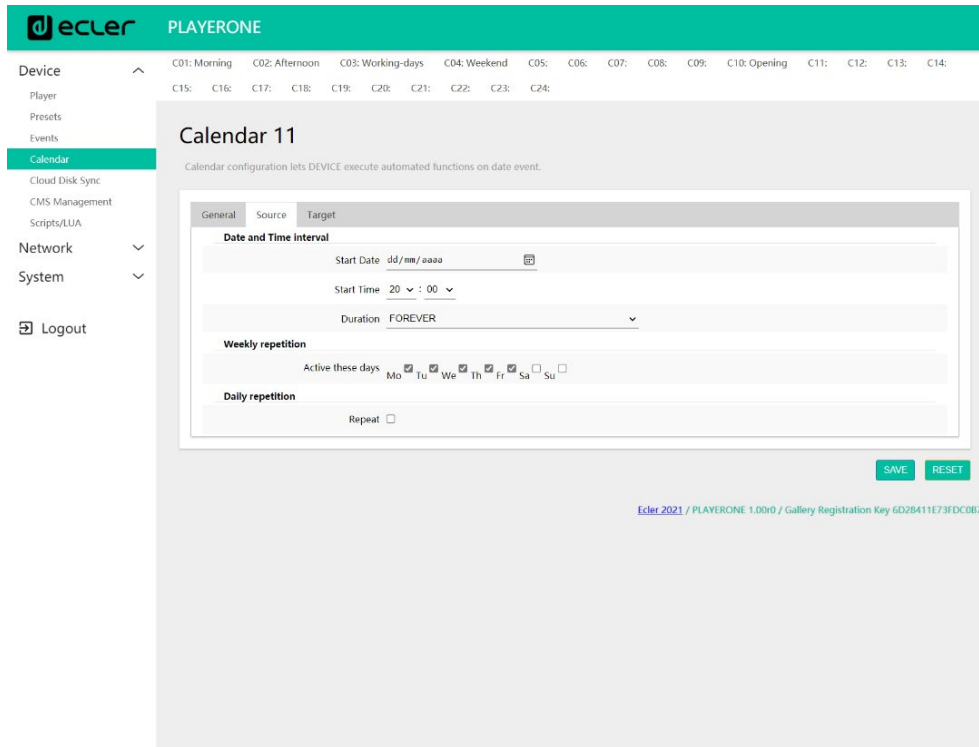 ecler PLAYERONE
Device
Player
Presets
Events
Calendar
Cloud Disk Sync
CMS Management
Scripts/LUA
Network
System
Logout
C01: Morning C02: Afternoon C03: Working-days C04: Weekend C05: C06: C07: C08: C09: C10: Opening C11: C12: C13: C14:
C15: C16: C17: C18: C19: C20: C21: C22: C23: C24:
Calendar 11
Calendar configuration lets DEVICE execute automated functions on date event.
General Source Target
Date and Time interval
Start Date dd/mm/aaaa
Start Time 20 : 00
Duration FOREVER
Weekly repetition
Active these days Mo Tu We Th Fr Sa Su
Daily repetition
Repeat
SAVE RESET
Ecler 2021 / PLAYERONE 1.00r0 / Gallery Registration Key 6D28411E73FDC0B7